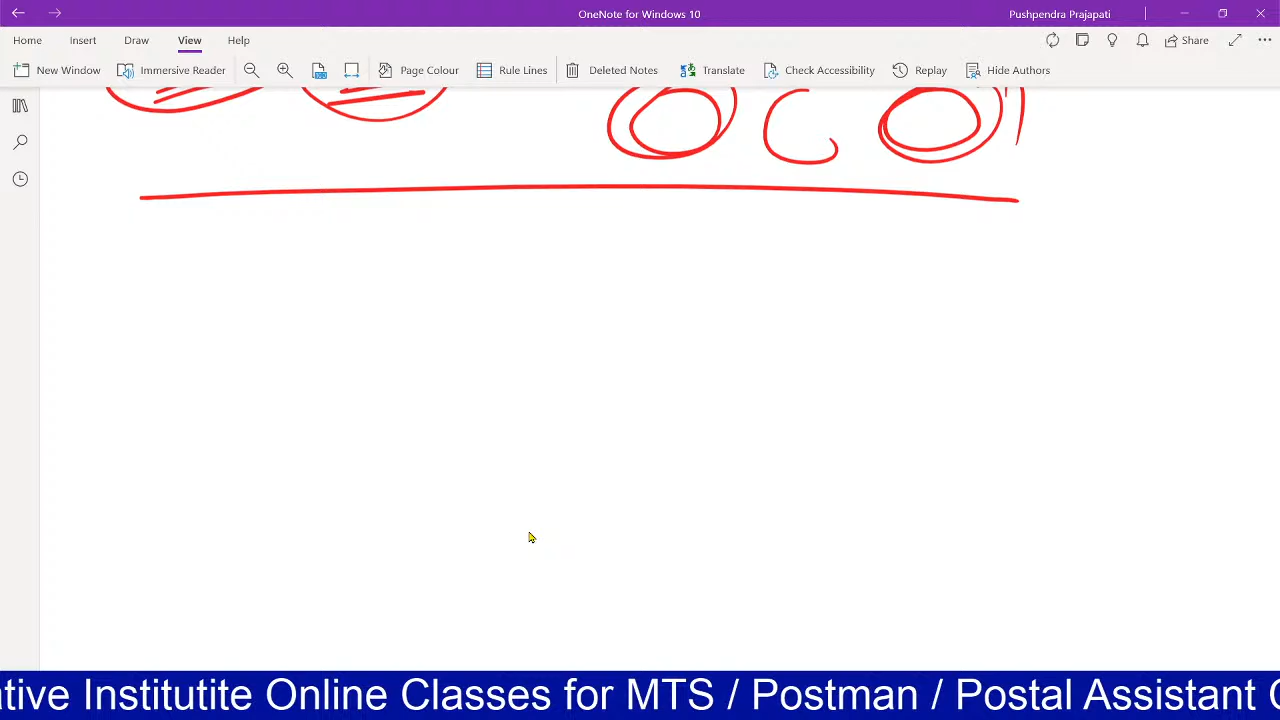 OneNote for Windows 10
Pushpendra Prajapati
Home Insert Draw View Help
Share
New Window Immersive Reader Page Colour Rule Lines Deleted Notes Translate Check Accessibility Replay Hide Authors
O C O
ative Institutite Online Classes for MTS / Postman / Postal Assistant